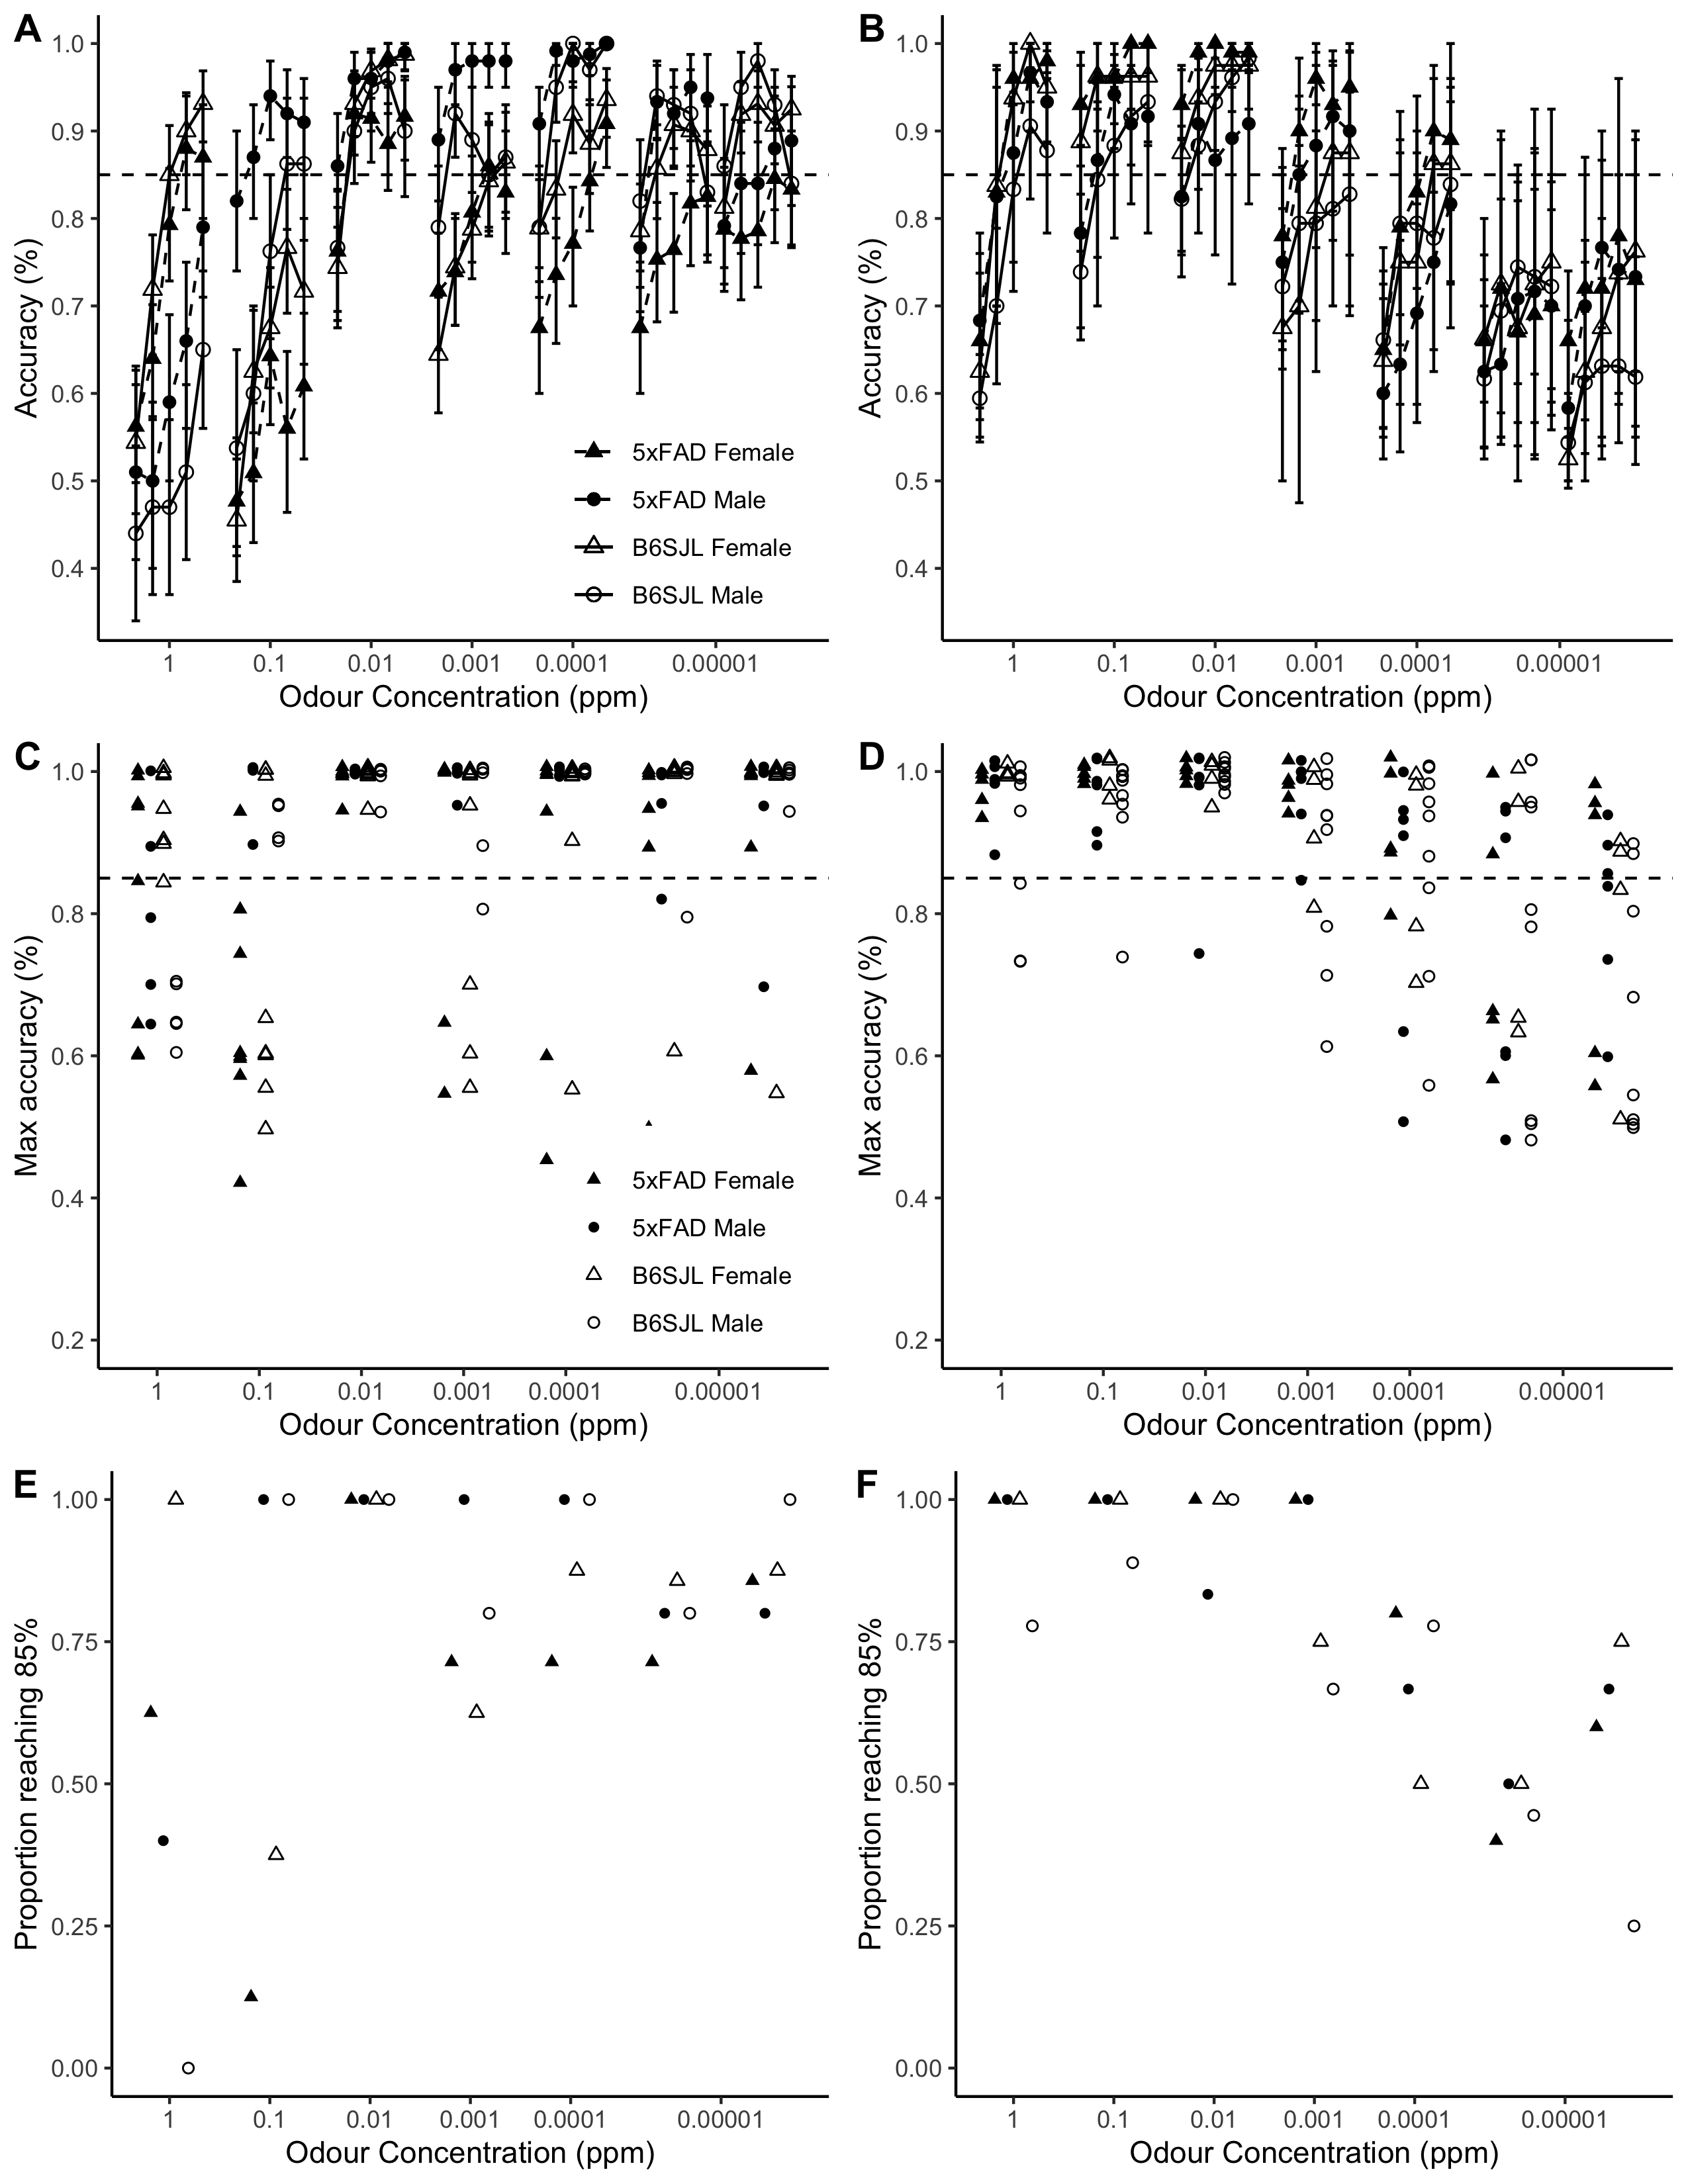 A
Accuracy (%)
1.0
0.9
0.8
0.7
0.6
0.5
0.4
5xFAD Female
5xFAD Male
B6SJL Female
B6SJL Male
1 0.1 0.01 0.001 0.0001 0.00001
Odour Concentration (ppm)
B
Accuracy (%)
1.0
0.9
0.8
0.7
0.6
0.5
0.4
1 0.1 0.01 0.001 0.0001 0.00001
Odour Concentration (ppm)
C
Max accuracy (%)
1.0
0.8
0.6
0.4
0.2
5xFAD Female
5xFAD Male
B6SJL Female
B6SJL Male
1 0.1 0.01 0.001 0.0001 0.00001
Odour Concentration (ppm)
D
Max accuracy (%)
1.0
0.8
0.6
0.4
0.2
1 0.1 0.01 0.001 0.0001 0.00001
Odour Concentration (ppm)
E
Proportion reaching 85%
1.00
0.75
0.50
0.25
0.00
1 0.1 0.01 0.001 0.0001 0.00001
Odour Concentration (ppm)
F
Proportion reaching 85%
1.00
0.75
0.50
0.25
0.00
1 0.1 0.01 0.001 0.0001 0.00001
Odour Concentration (ppm)